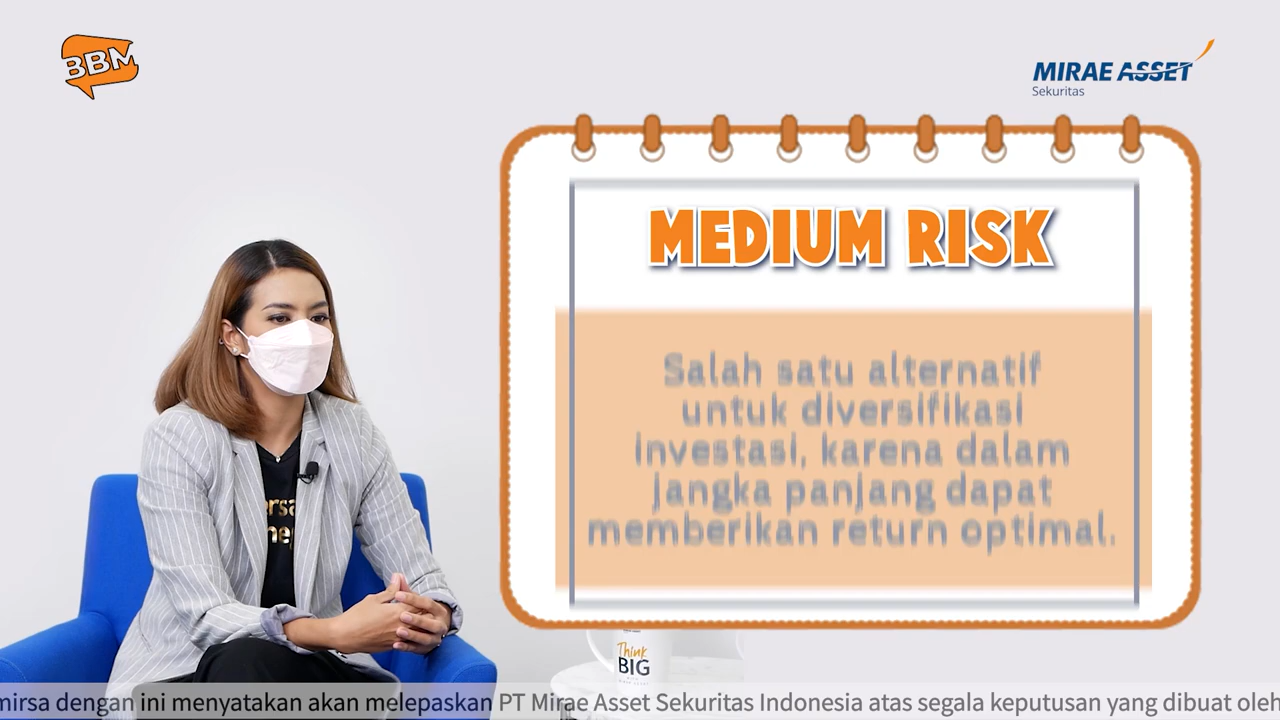 BBM
MIRAE ASSET
Sekuritas
MEDIUM RISK
Salah satu alternatif
untuk diversifikasi
investasi, karena dalam
jangka panjang dapat
memberikan return optimal.
Think
BIG
mirsa dengan ini menyatakan akan melepaskan PT Mirae Asset Sekuritas Indonesia atas segala keputusan yang dibuat oleh